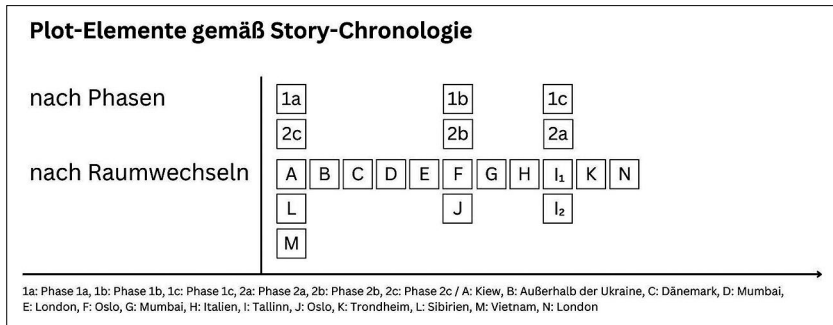 Plot-Elemente gemäß Story-Chronologie
nach Phasen 1a 1b 1c
2c 2b 2a
nach Raumwechseln A B C D E F G H I₁ K N
L J I₂
M
1a: Phase 1a, 1b: Phase 1b, 1c: Phase 1c, 2a: Phase 2a, 2b: Phase 2b, 2c: Phase 2c / A: Kiew, B: Außerhalb der Ukraine, C: Dänemark, D: Mumbai,
E: London, F: Oslo, G: Mumbai, H: Italien, I: Tallinn, J: Oslo, K: Trondheim, L: Sibirien, M: Vietnam, N: London